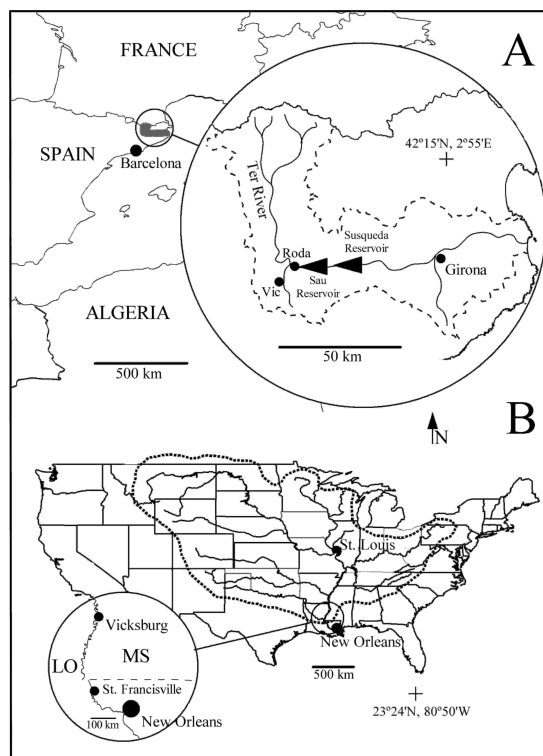 FRANCE
A
42º15'N, 2º55'E
SPAIN
Barcelona
Ter River
Susqueda
Reservoir
Roda
Girona
Sau
Reservoir
Vic
ALGERIA
500 km
50 km
N
B
St. Louis
Vicksburg
New Orleans
LO
MS
500 km
St. Francisville
23º24'N, 80º50'W
100 km
New Orleans